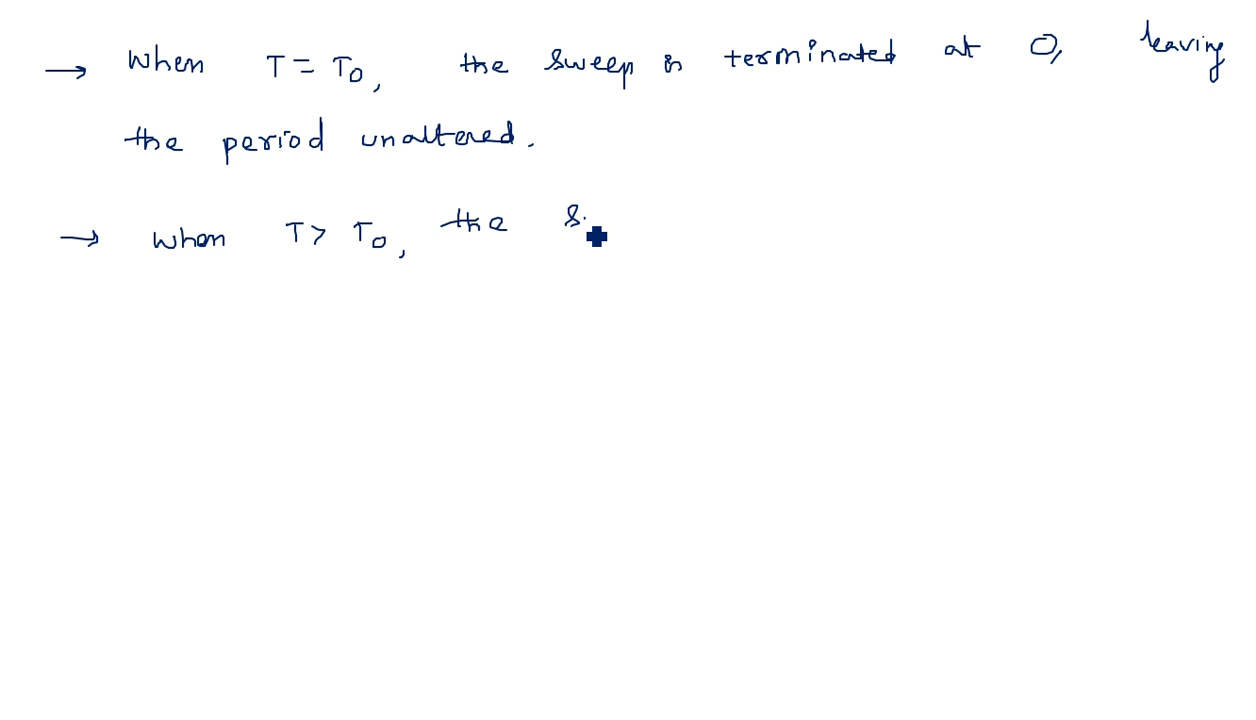 → When T = T₀, the sweep is terminated at O, leaving
the period unaltered.
→ when T > T₀, the s